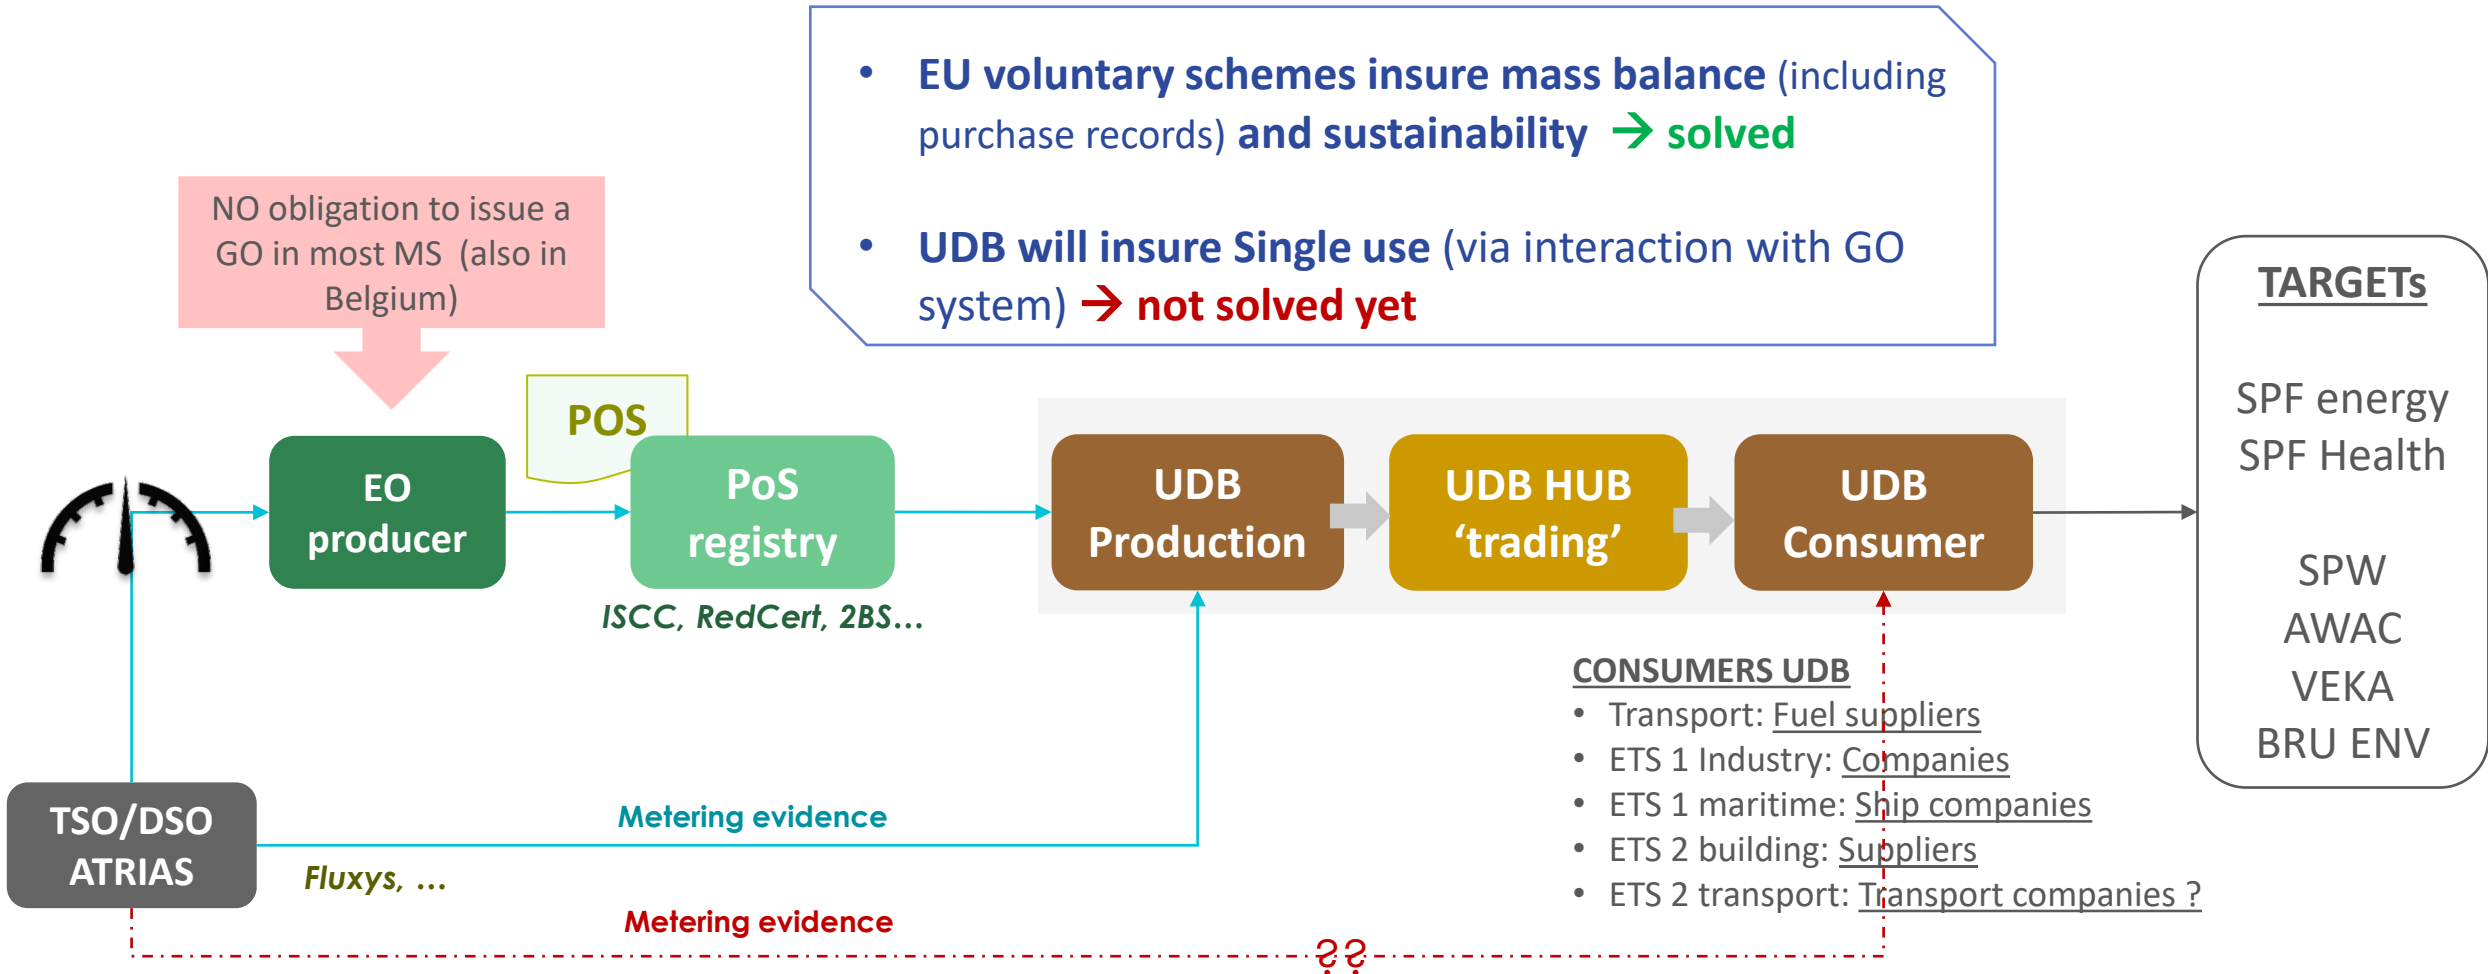 • EU voluntary schemes insure mass balance (including
purchase records) and sustainability → solved
• UDB will insure Single use (via interaction with GO
system) → not solved yet
NO obligation to issue a
GO in most MS (also in
Belgium)
POS
EO
producer
PoS
registry
ISCC, RedCert, 2BS…
UDB
Production
UDB HUB
‘trading’
UDB
Consumer
TARGETs
SPF energy
SPF Health
SPW
AWAC
VEKA
BRU ENV
CONSUMERS UDB
• Transport: Fuel suppliers
• ETS 1 Industry: Companies
• ETS 1 maritime: Ship companies
• ETS 2 building: Suppliers
• ETS 2 transport: Transport companies ?
TSO/DSO
ATRIAS
Metering evidence
Fluxys, …
Metering evidence
??